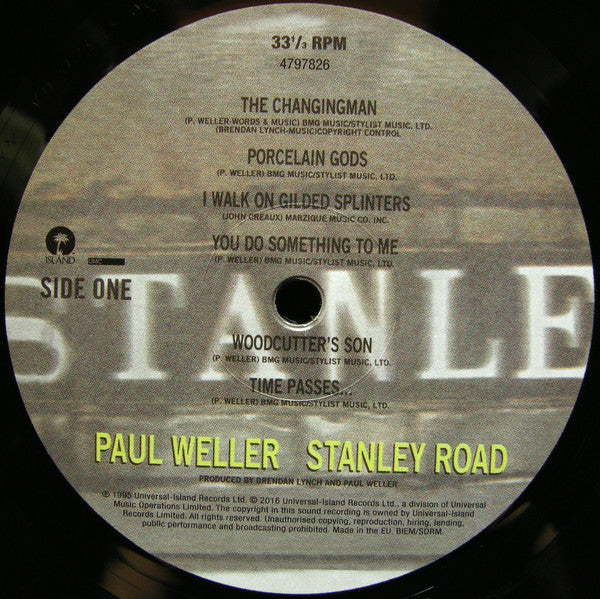 33⅓ RPM
4797826
THE CHANGINGMAN
(P. WELLER-WORDS & MUSIC) BMG MUSIC/STYLIST MUSIC, LTD.
(BRENDAN LYNCH-MUSIC)COPYRIGHT CONTROL
PORCELAIN GODS
(P. WELLER) BMG MUSIC/STYLIST MUSIC, LTD.
I WALK ON GILDED SPLINTERS
(JOHN CREAUX) MARZIQUE MUSIC CO. INC.
YOU DO SOMETHING TO ME
(P. WELLER) BMG MUSIC/STYLIST MUSIC, LTD.
ISLAND
UMC
SIDE ONE
STANLE
WOODCUTTER'S SON
(P. WELLER) BMG MUSIC/STYLIST MUSIC, LTD.
TIME PASSES...
(P. WELLER) BMG MUSIC/STYLIST MUSIC, LTD.
PAUL WELLER STANLEY ROAD
PRODUCED BY BRENDAN LYNCH AND PAUL WELLER
℗ 1995 Universal-Island Records Ltd. © 2016 Universal-Island Records Ltd., a division of Universal
Music Operations Limited. The copyright in this sound recording is owned by Universal-Island
Records Limited. All rights reserved. Unauthorised copying, reproduction, hiring, lending,
public performance and broadcasting prohibited. Made in the EU. BIEM/SDRM.